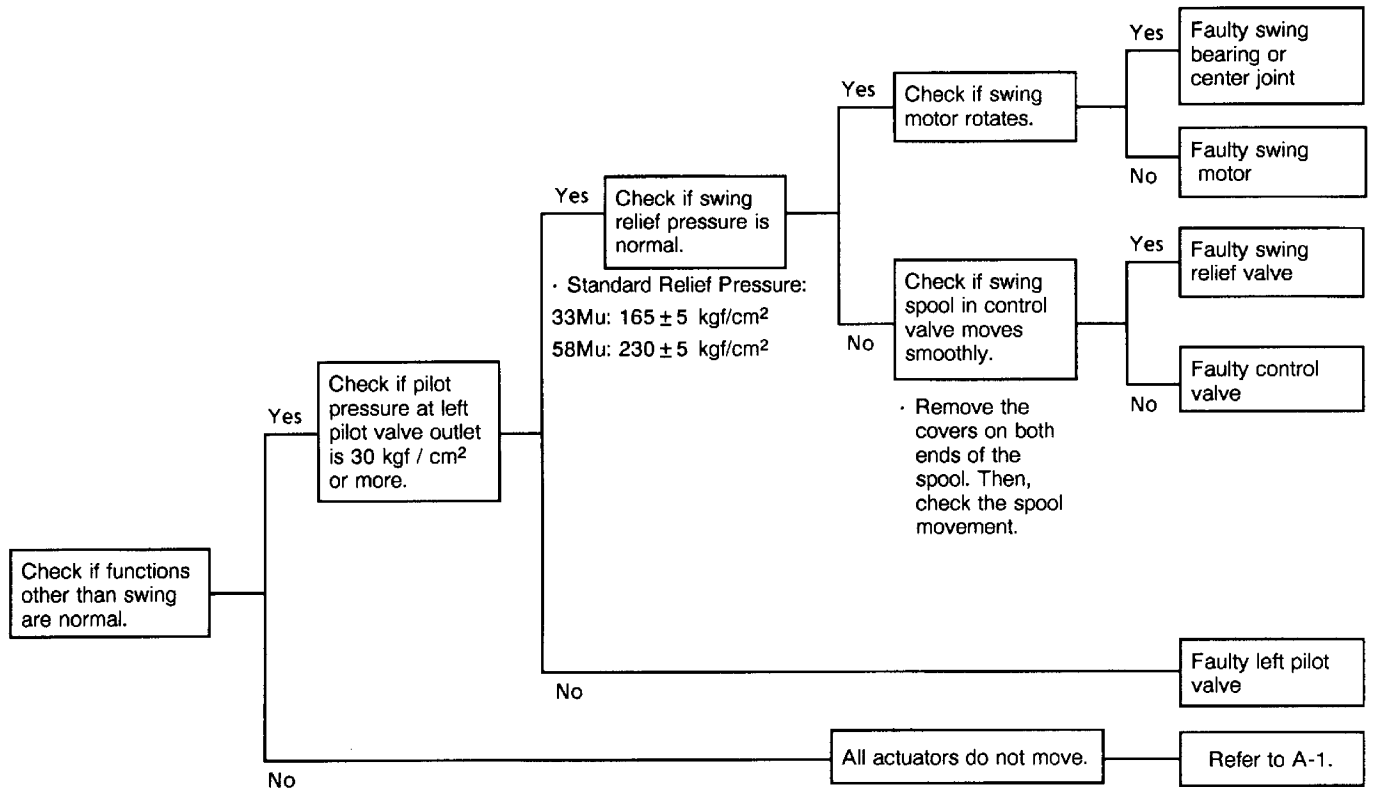 Check if functions
other than swing
are normal.
Yes
Check if pilot
pressure at left
pilot valve outlet
is 30 kgf / cm²
or more.
Yes
Check if swing
relief pressure is
normal.
· Standard Relief Pressure:
33Mu: 165 ± 5 kgf/cm²
58Mu: 230 ± 5 kgf/cm²
Yes
Check if swing
motor rotates.
Yes
Faulty swing
bearing or
center joint
No
Faulty swing
motor
No
Check if swing
spool in control
valve moves
smoothly.
· Remove the
covers on both
ends of the
spool. Then,
check the spool
movement.
Yes
Faulty swing
relief valve
No
Faulty control
valve
No
Faulty left pilot
valve
No
All actuators do not move.
Refer to A-1.